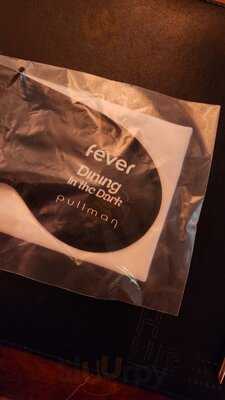 fever
Dining
in the Dark
pullman